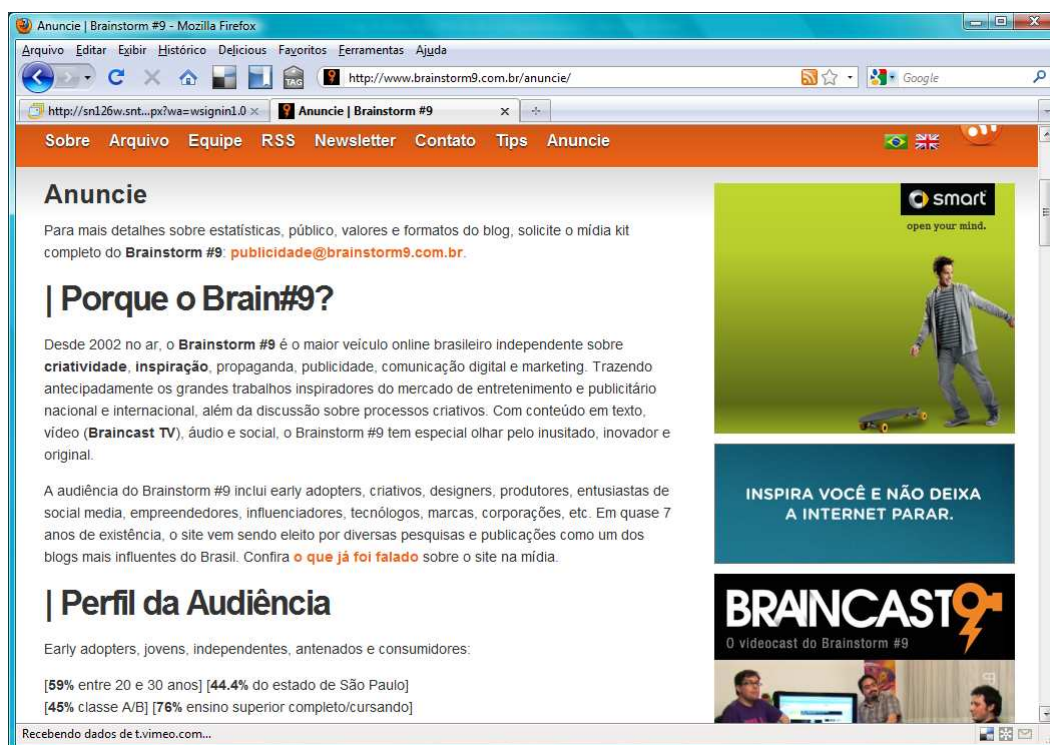 Anuncie | Brainstorm #9 - Mozilla Firefox
Arquivo Editar Exibir Histórico Delicious Favoritos Ferramentas Ajuda
TAG
http://www.brainstorm9.com.br/anuncie/
Google
http://sn126w.snt...px?wa=wsignin1.0
Anuncie | Brainstorm #9
Sobre Arquivo Equipe RSS Newsletter Contato Tips Anuncie
Anuncie
Para mais detalhes sobre estatísticas, público, valores e formatos do blog, solicite o mídia kit
completo do Brainstorm #9: publicidade@brainstorm9.com.br.
| Porque o Brain#9?
Desde 2002 no ar, o Brainstorm #9 é o maior veículo online brasileiro independente sobre
criatividade, inspiração, propaganda, publicidade, comunicação digital e marketing. Trazendo
antecipadamente os grandes trabalhos inspiradores do mercado de entretenimento e publicitário
nacional e internacional, além da discussão sobre processos criativos. Com conteúdo em texto,
vídeo (Braincast TV), áudio e social, o Brainstorm #9 tem especial olhar pelo inusitado, inovador e
original.
A audiência do Brainstorm #9 inclui early adopters, criativos, designers, produtores, entusiastas de
social media, empreendedores, influenciadores, tecnólogos, marcas, corporações, etc. Em quase 7
anos de existência, o site vem sendo eleito por diversas pesquisas e publicações como um dos
blogs mais influentes do Brasil. Confira o que já foi falado sobre o site na mídia.
| Perfil da Audiência
Early adopters, jovens, independentes, antenados e consumidores:
[59% entre 20 e 30 anos] [44.4% do estado de São Paulo]
[45% classe A/B] [76% ensino superior completo/cursando]
smart
open your mind.
INSPIRA VOCÊ E NÃO DEIXA
A INTERNET PARAR.
BRAINCAST9
O videocast do Brainstorm #9
Recebendo dados de t.vimeo.com...